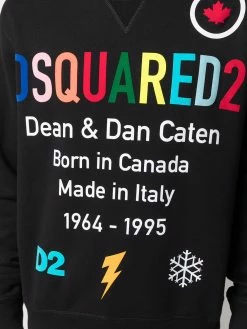 DSQUARED2
Dean & Dan Caten
Born in Canada
Made in Italy
1964 - 1995
D2